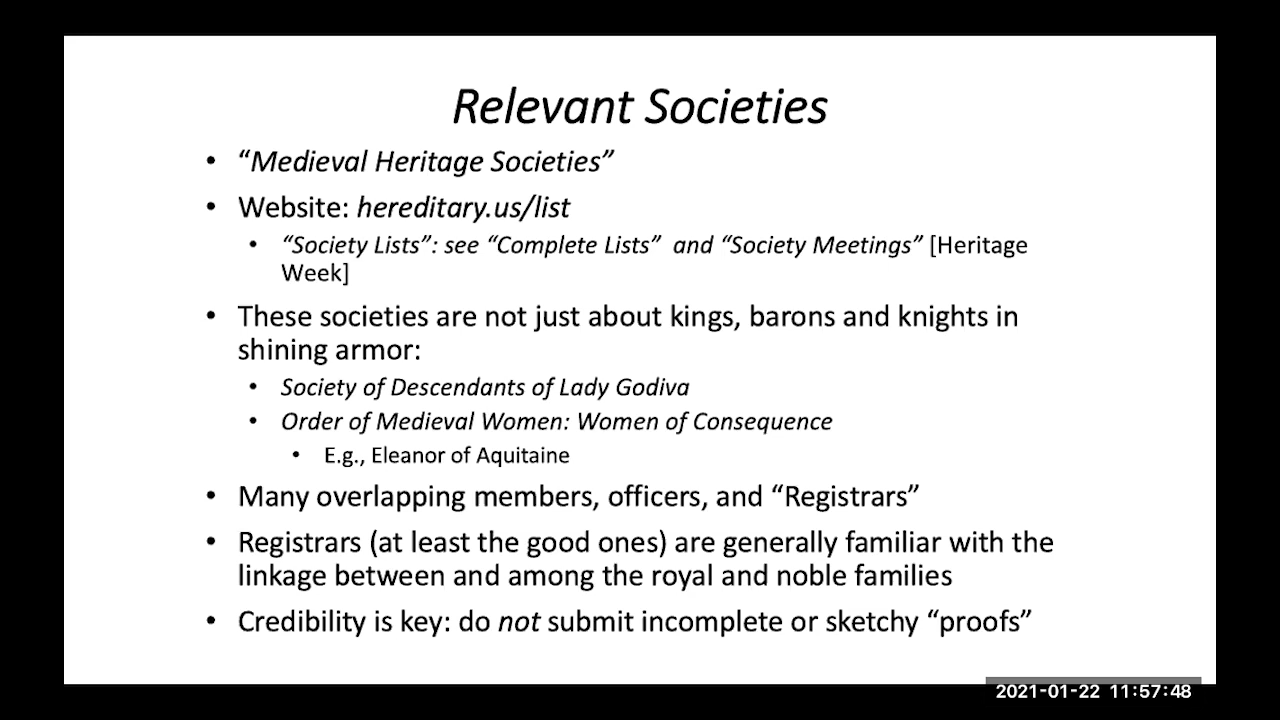 Relevant Societies
• “Medieval Heritage Societies”
• Website: hereditary.us/list
• “Society Lists”: see “Complete Lists” and “Society Meetings” [Heritage
Week]
• These societies are not just about kings, barons and knights in
shining armor:
• Society of Descendants of Lady Godiva
• Order of Medieval Women: Women of Consequence
• E.g., Eleanor of Aquitaine
• Many overlapping members, officers, and “Registrars”
• Registrars (at least the good ones) are generally familiar with the
linkage between and among the royal and noble families
• Credibility is key: do not submit incomplete or sketchy “proofs”
2021-01-22 11:57:48